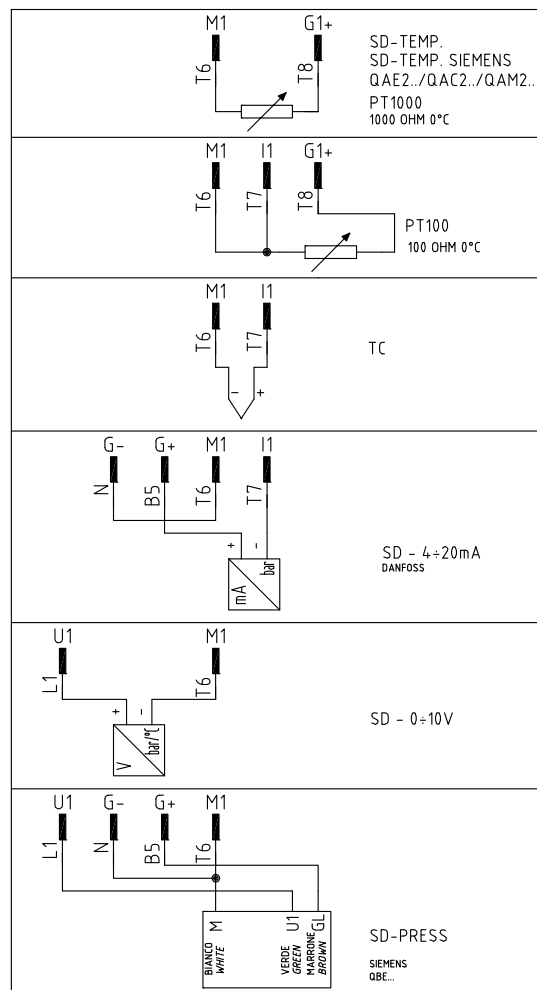 M1 G1+
T6 T8
SD-TEMP.
SD-TEMP. SIEMENS
QAE2../QAC2../QAM2..
PT1000
1000 OHM 0°C
M1 I1 G1+
T6 T7 T8
PT100
100 OHM 0°C
M1 I1
T6 T7
- +
TC
G- G+ M1 I1
N B5 T6 T7
+ -
mA bar
SD - 4÷20mA
DANFOSS
U1 M1
L1 T6
+ -
V bar/°C
SD - 0÷10V
U1 G- G+ M1
L1 N B5 T6
M U1 GL
BIANCO VERDE MARRONE
WHITE GREEN BROWN
SD-PRESS
SIEMENS
QBE...